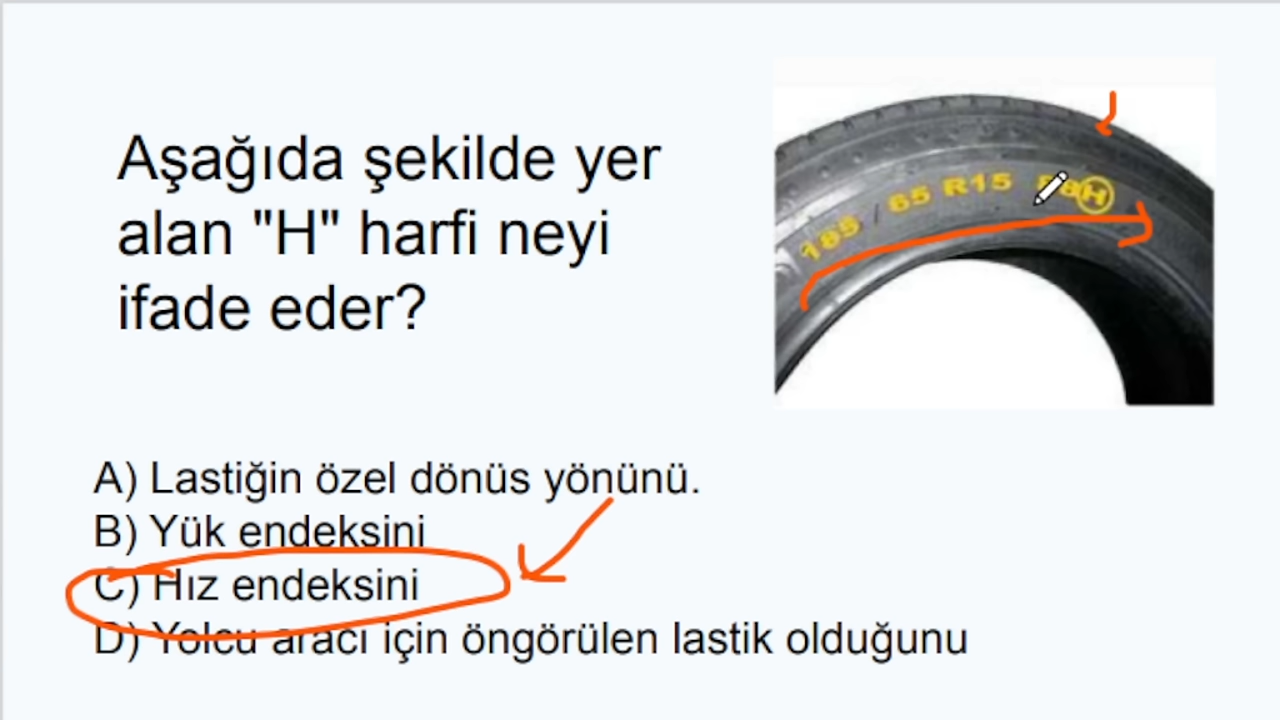 Aşağıda şekilde yer
alan "H" harfi neyi
ifade eder?
185 / 65 R15 H
A) Lastiğin özel dönüs yönünü.
B) Yük endeksini
C) Hız endeksini
D) Yolcu aracı için öngörülen lastik olduğunu